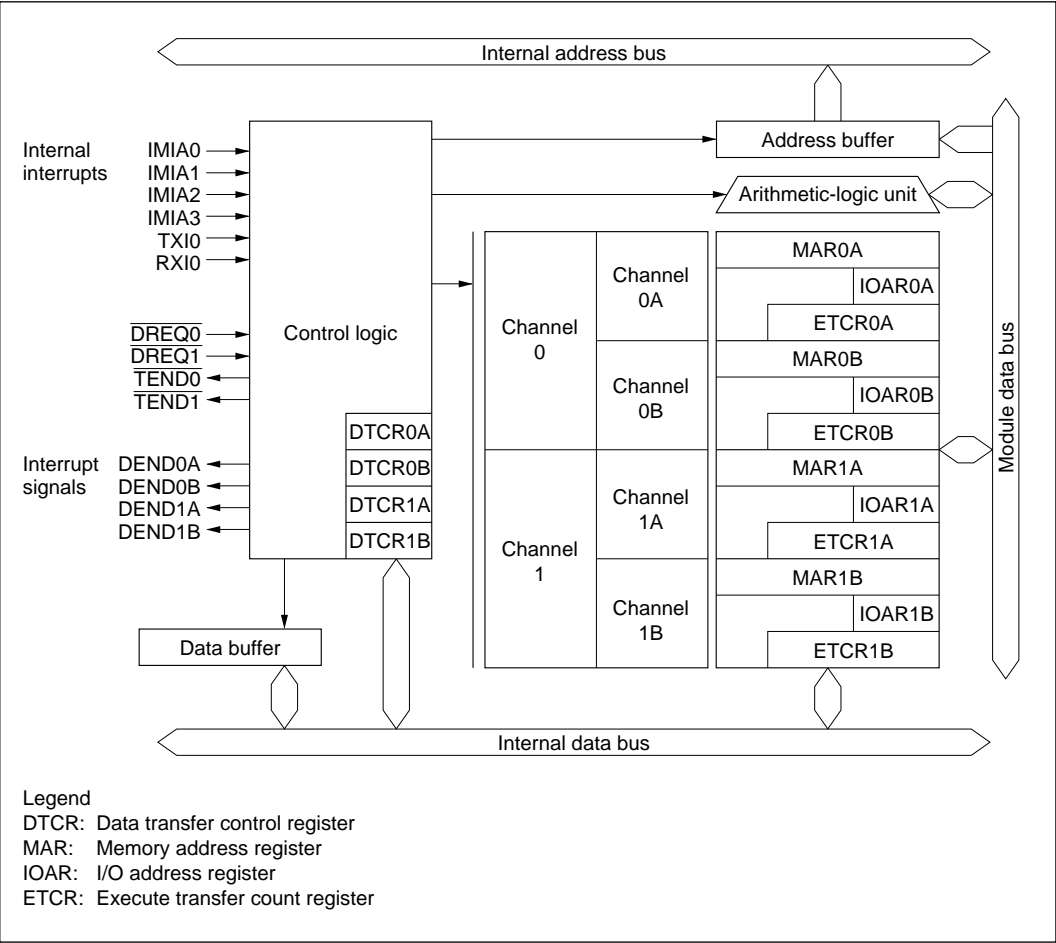 Internal address bus
Internal
interrupts
IMIA0
IMIA1
IMIA2
IMIA3
TXI0
RXI0
DREQ0
DREQ1
TEND0
TEND1
Interrupt
signals
DEND0A
DEND0B
DEND1A
DEND1B
Control logic
DTCR0A
DTCR0B
DTCR1A
DTCR1B
Data buffer
Address buffer
Arithmetic-logic unit
Channel
0
Channel
0A
Channel
0B
Channel
1
Channel
1A
Channel
1B
MAR0A
IOAR0A
ETCR0A
MAR0B
IOAR0B
ETCR0B
MAR1A
IOAR1A
ETCR1A
MAR1B
IOAR1B
ETCR1B
Module data bus
Internal data bus
Legend
DTCR: Data transfer control register
MAR: Memory address register
IOAR: I/O address register
ETCR: Execute transfer count register